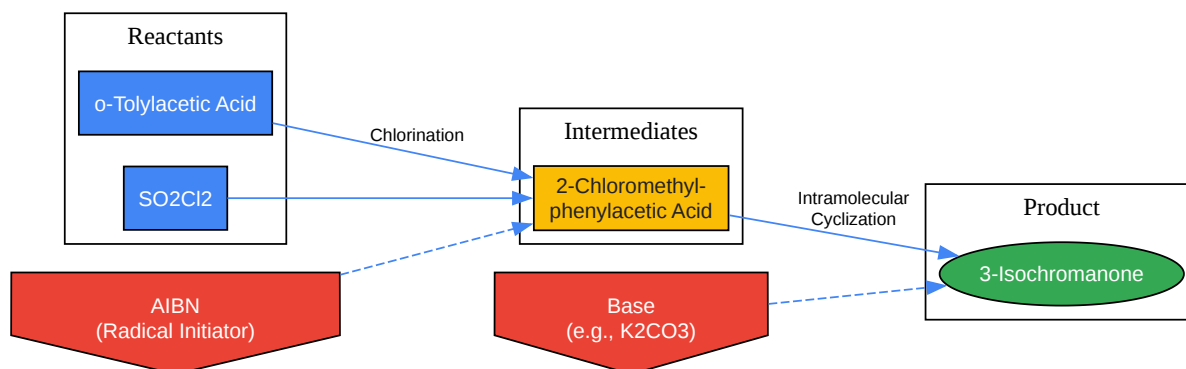 Reactants
o-Tolylacetic Acid
SO2Cl2
AIBN
(Radical Initiator)
Chlorination
Intermediates
2-Chloromethyl-
phenylacetic Acid
Base
(e.g., K2CO3)
Intramolecular
Cyclization
Product
3-Isochromanone